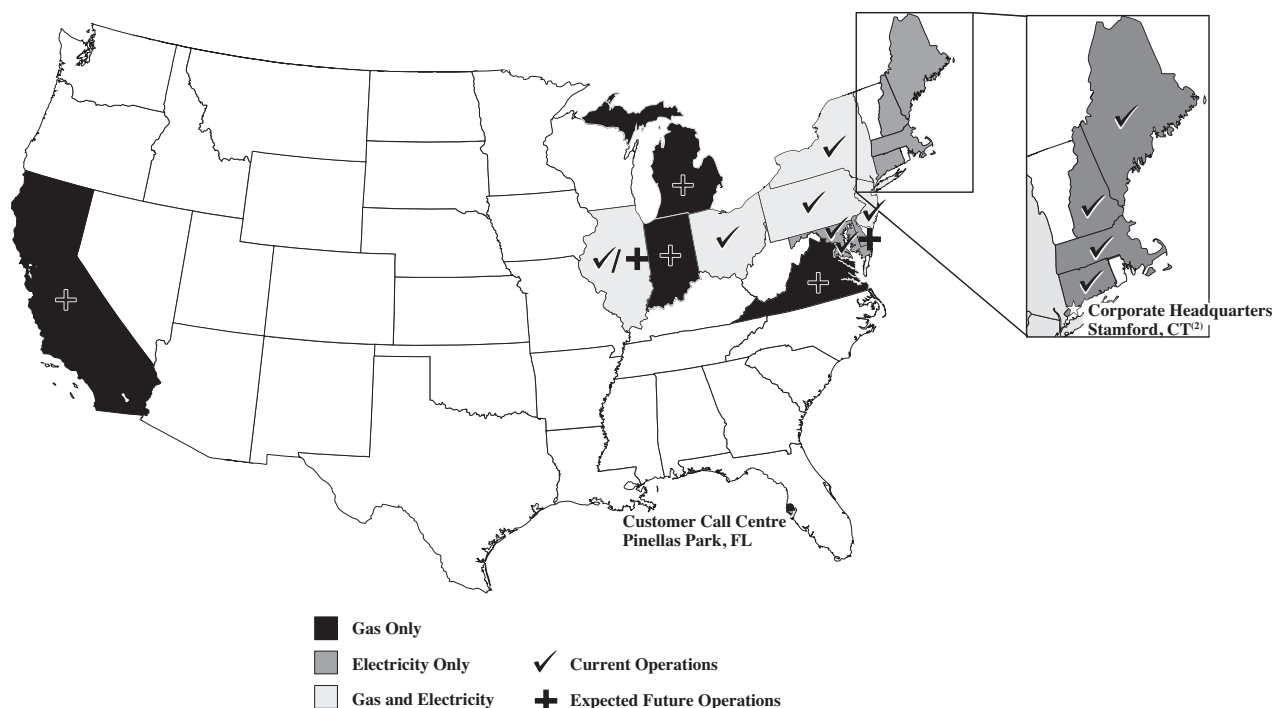 Corporate Headquarters
Stamford, CT(2)
Customer Call Centre
Pinellas Park, FL
Gas Only
Electricity Only
Current Operations
Gas and Electricity
Expected Future Operations